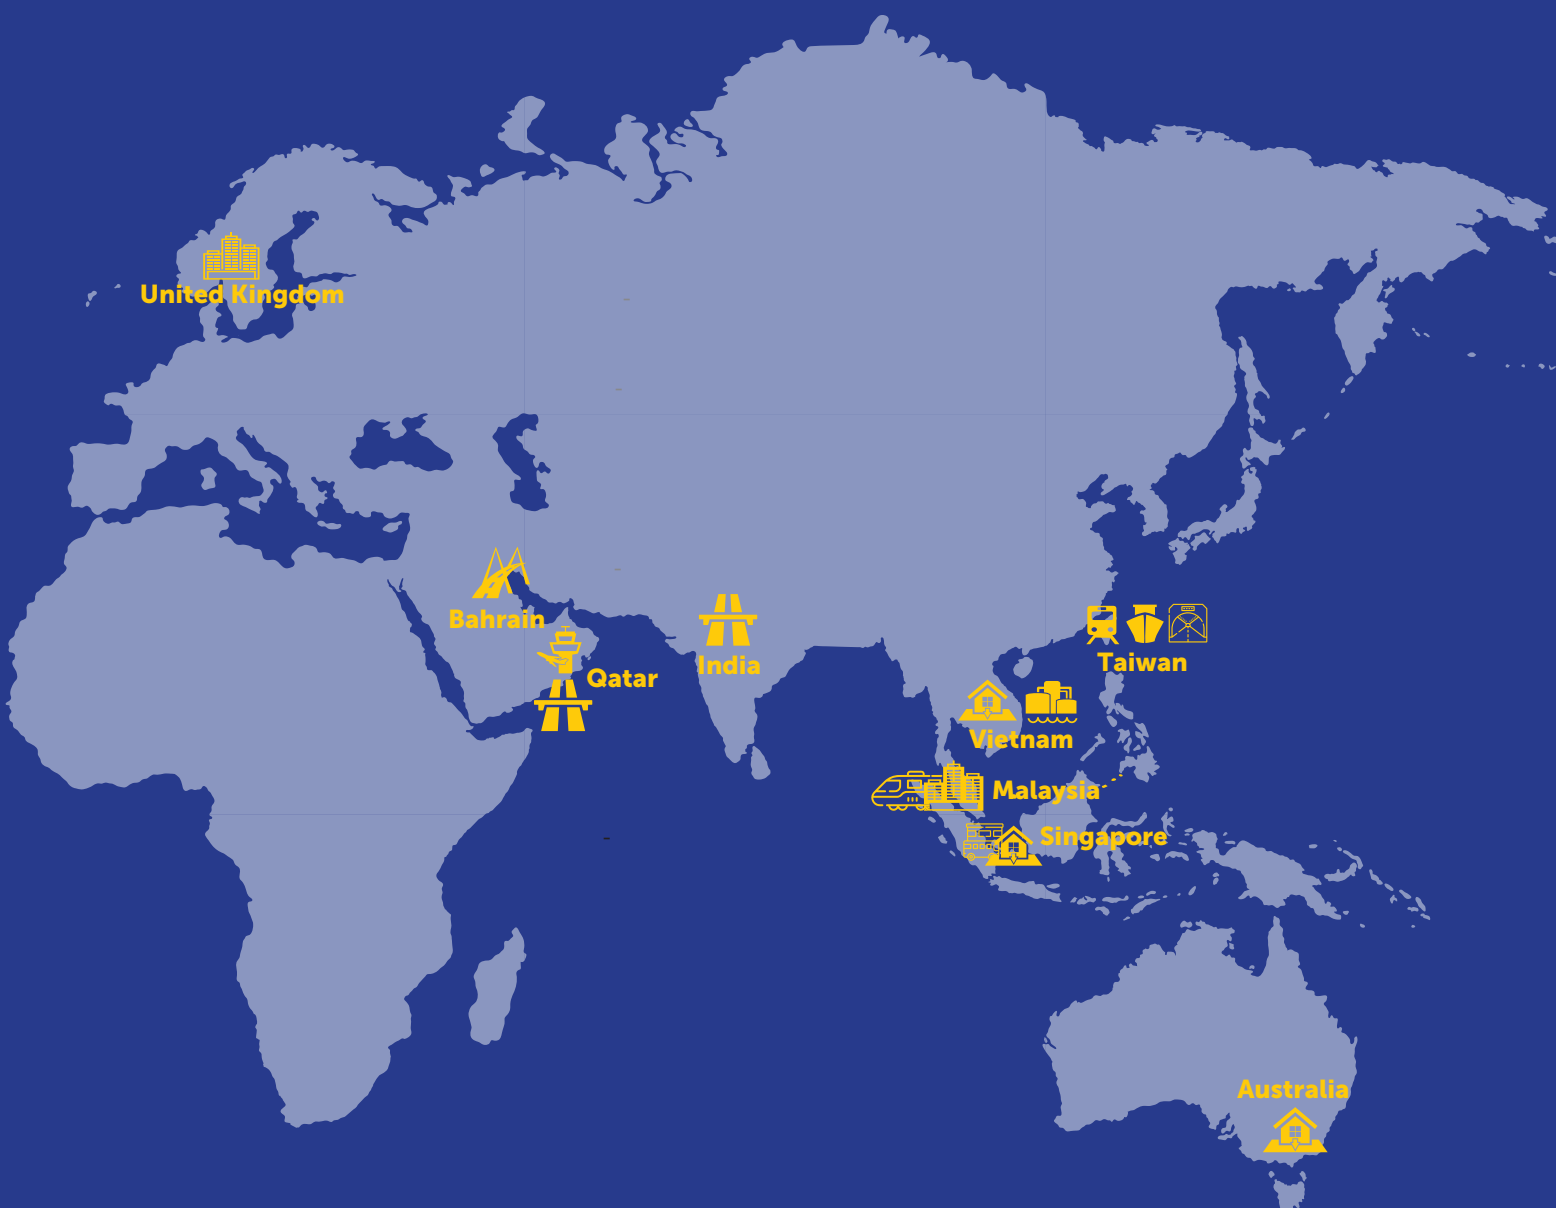 United Kingdom
Bahrain
Qatar
India
Taiwan
Vietnam
Malaysia
Singapore
Australia